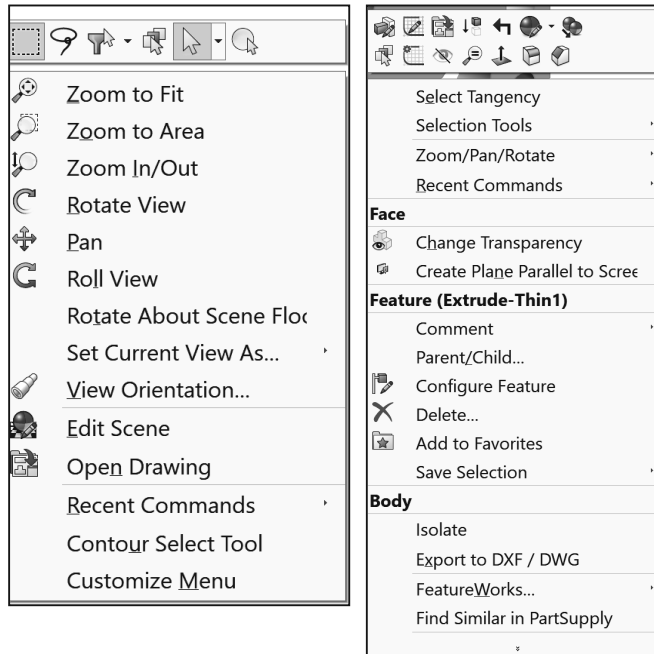 Zoom to Fit
Zoom to Area
Zoom In/Out
Rotate View
Pan
Roll View
Rotate About Scene Floo
Set Current View As...
View Orientation...
Edit Scene
Open Drawing
Recent Commands
Contour Select Tool
Customize Menu
Select Tangency
Selection Tools
Zoom/Pan/Rotate
Recent Commands
Face
Change Transparency
Create Plane Parallel to Scree
Feature (Extrude-Thin1)
Comment
Parent/Child...
Configure Feature
Delete...
Add to Favorites
Save Selection
Body
Isolate
Export to DXF / DWG
FeatureWorks...
Find Similar in PartSupply